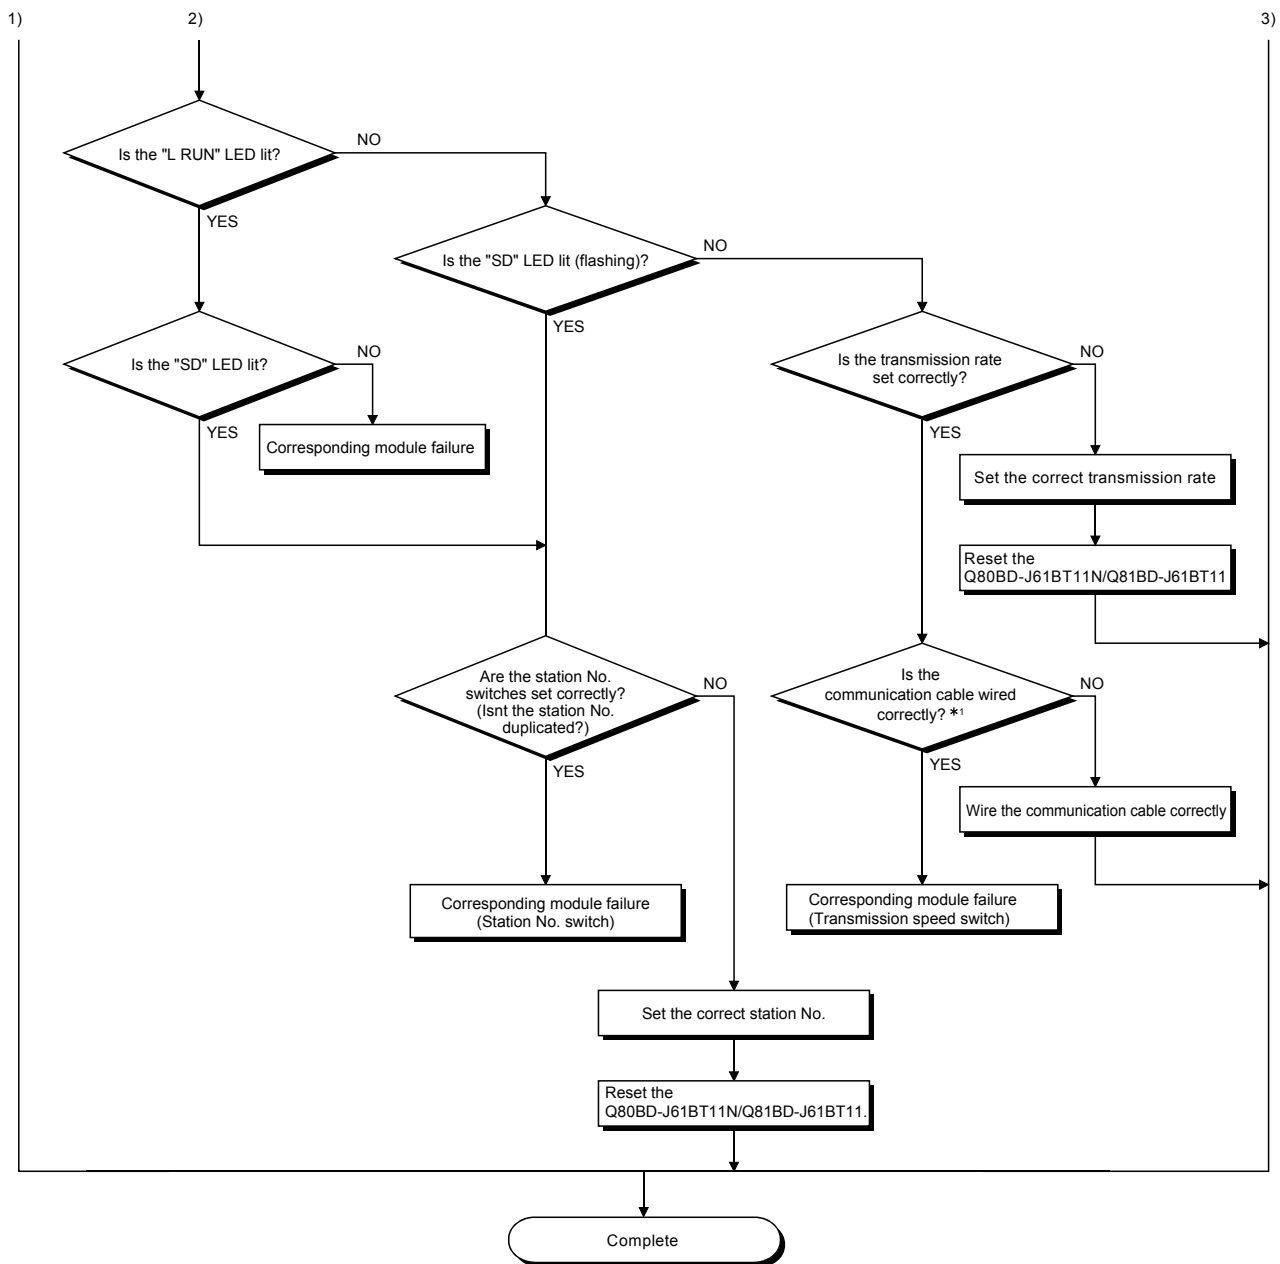 1)
2)
3)
Is the "L RUN" LED lit?
NO
YES
Is the "SD" LED lit (flashing)?
NO
YES
Is the "SD" LED lit?
NO
YES
Corresponding module failure
Is the transmission rate
set correctly?
NO
YES
Set the correct transmission rate
Reset the
Q80BD-J61BT11N/Q81BD-J61BT11
Are the station No.
switches set correctly?
(Isnt the station No.
duplicated?)
NO
YES
Is the
communication cable wired
correctly? *1
NO
YES
Wire the communication cable correctly
Corresponding module failure
(Station No. switch)
Corresponding module failure
(Transmission speed switch)
Set the correct station No.
Reset the
Q80BD-J61BT11N/Q81BD-J61BT11.
Complete